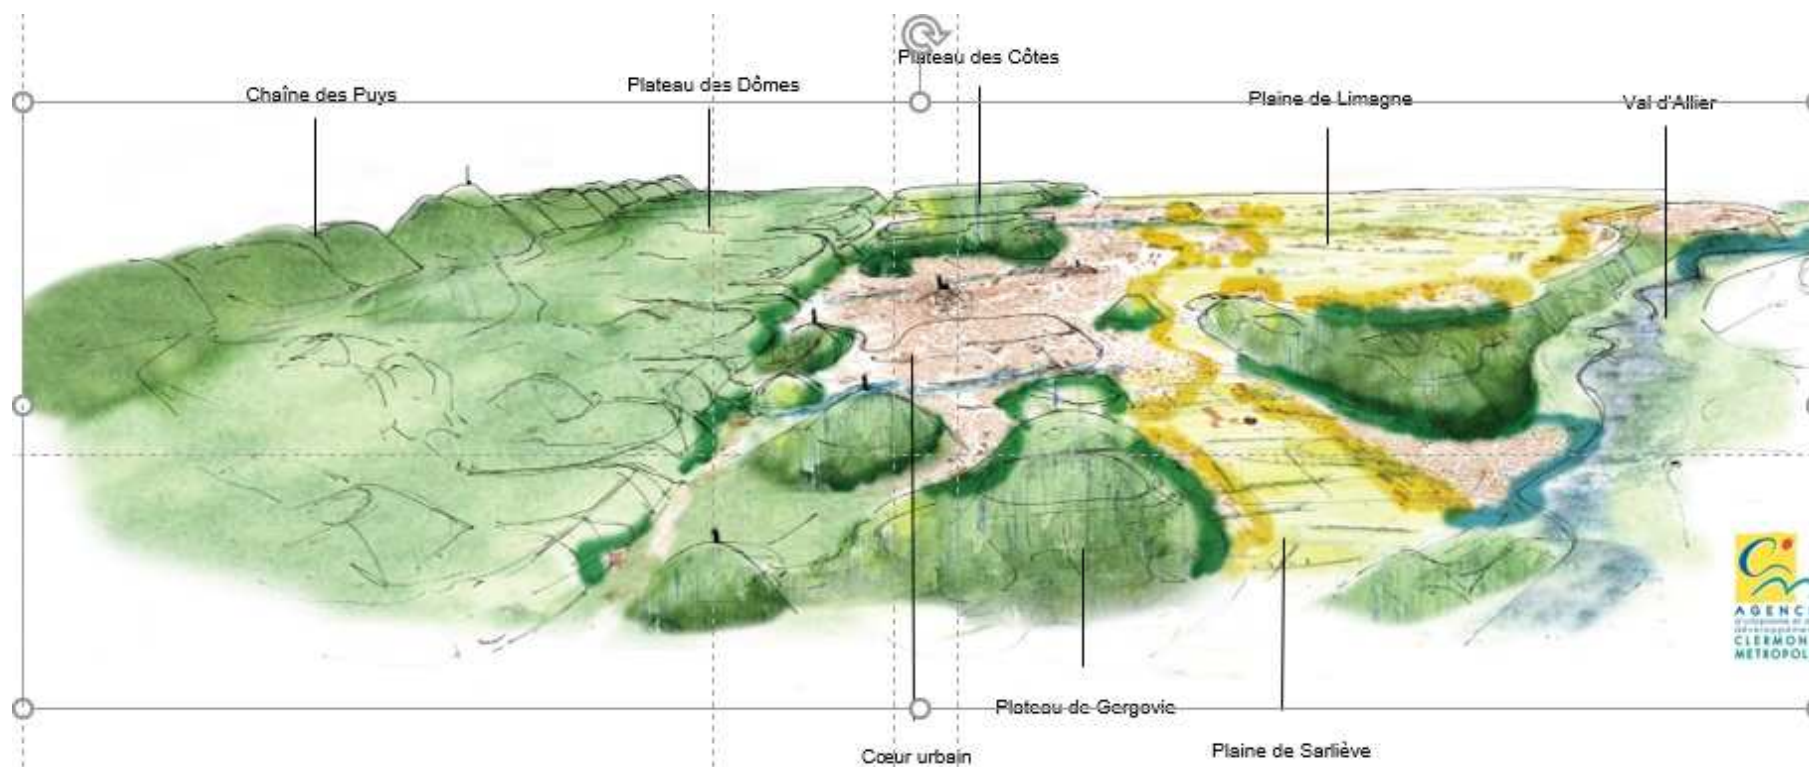 Plateau des Côtes
Plateau des Dômes
Chaîne des Puys
Plaine de Limagne
Val d'Allier
AGENC
CLERMON
METROPOL
Plateau de Gergovie
Plaine de Sarliève
Cœur urbain